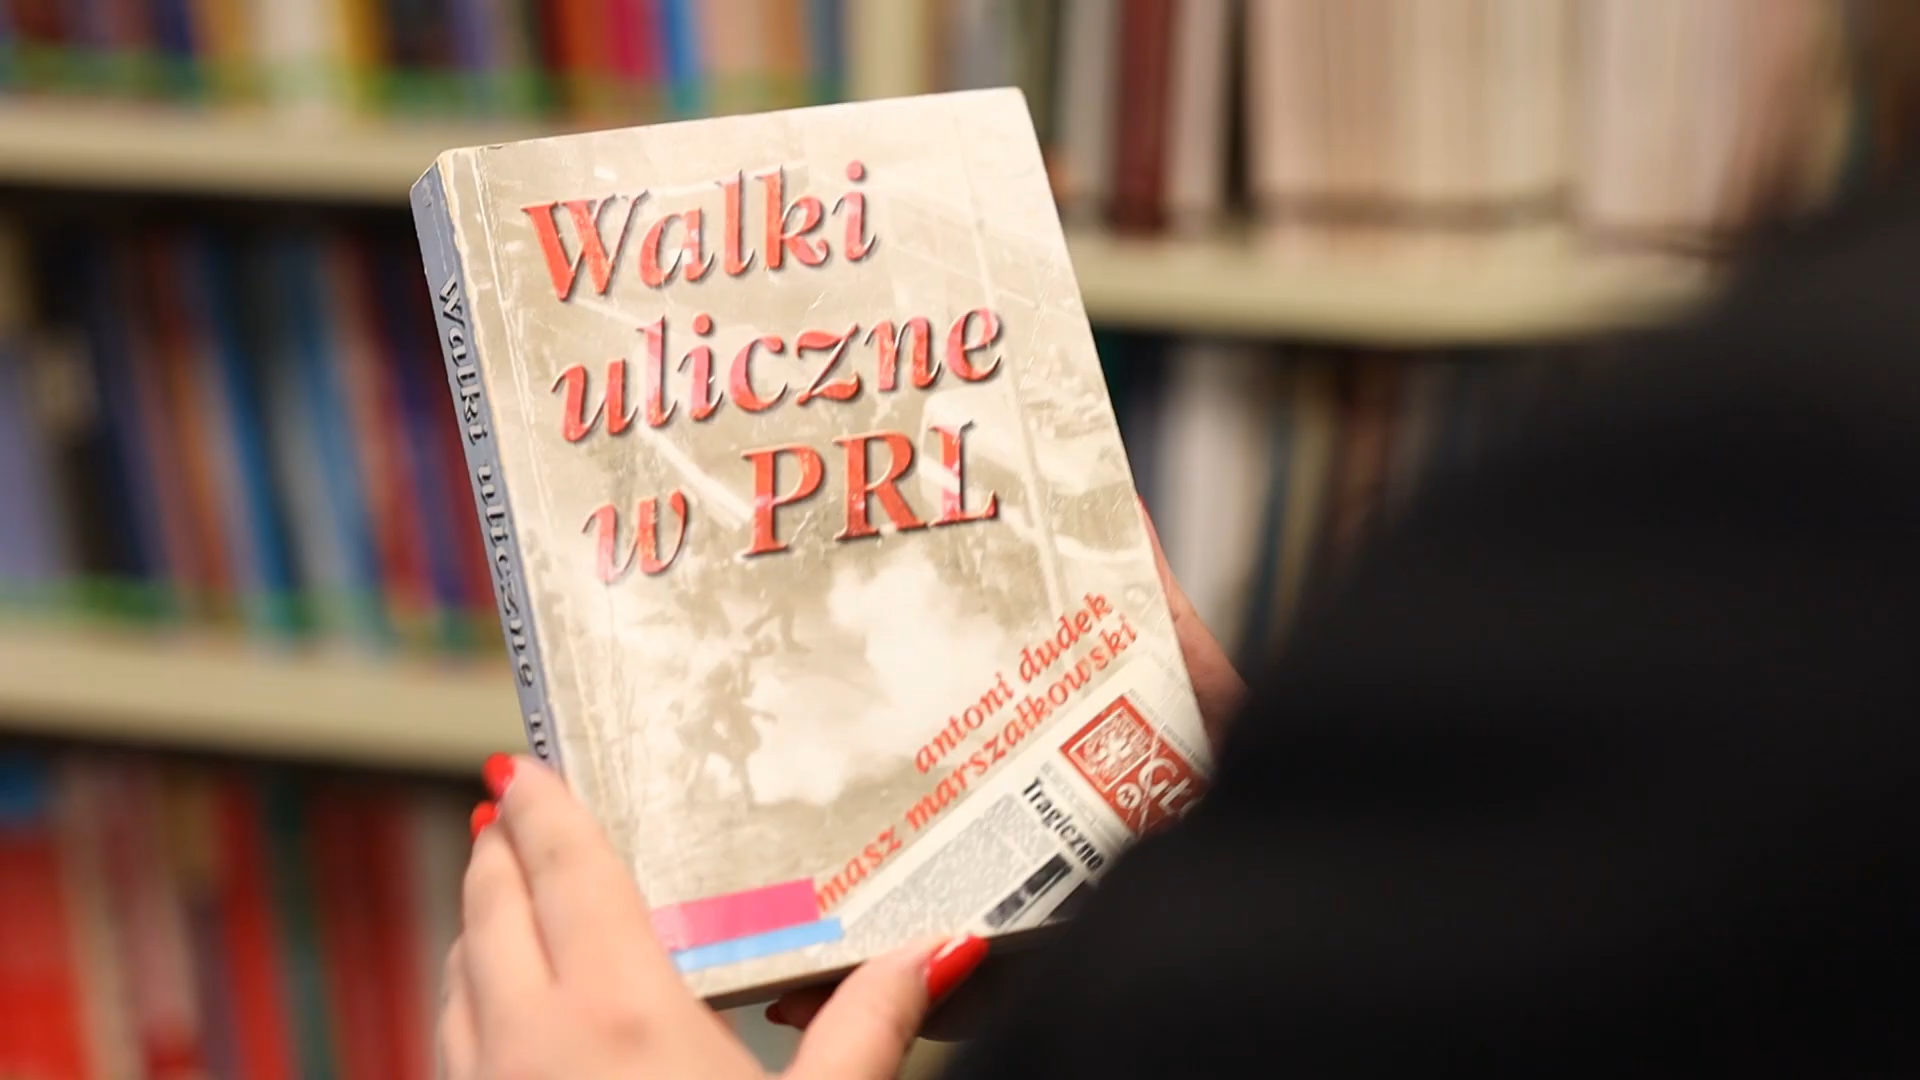 Walki
uliczne
w PRL
antoni dudek
masz marszałkowski
Tragiczno
Walki uliczne w